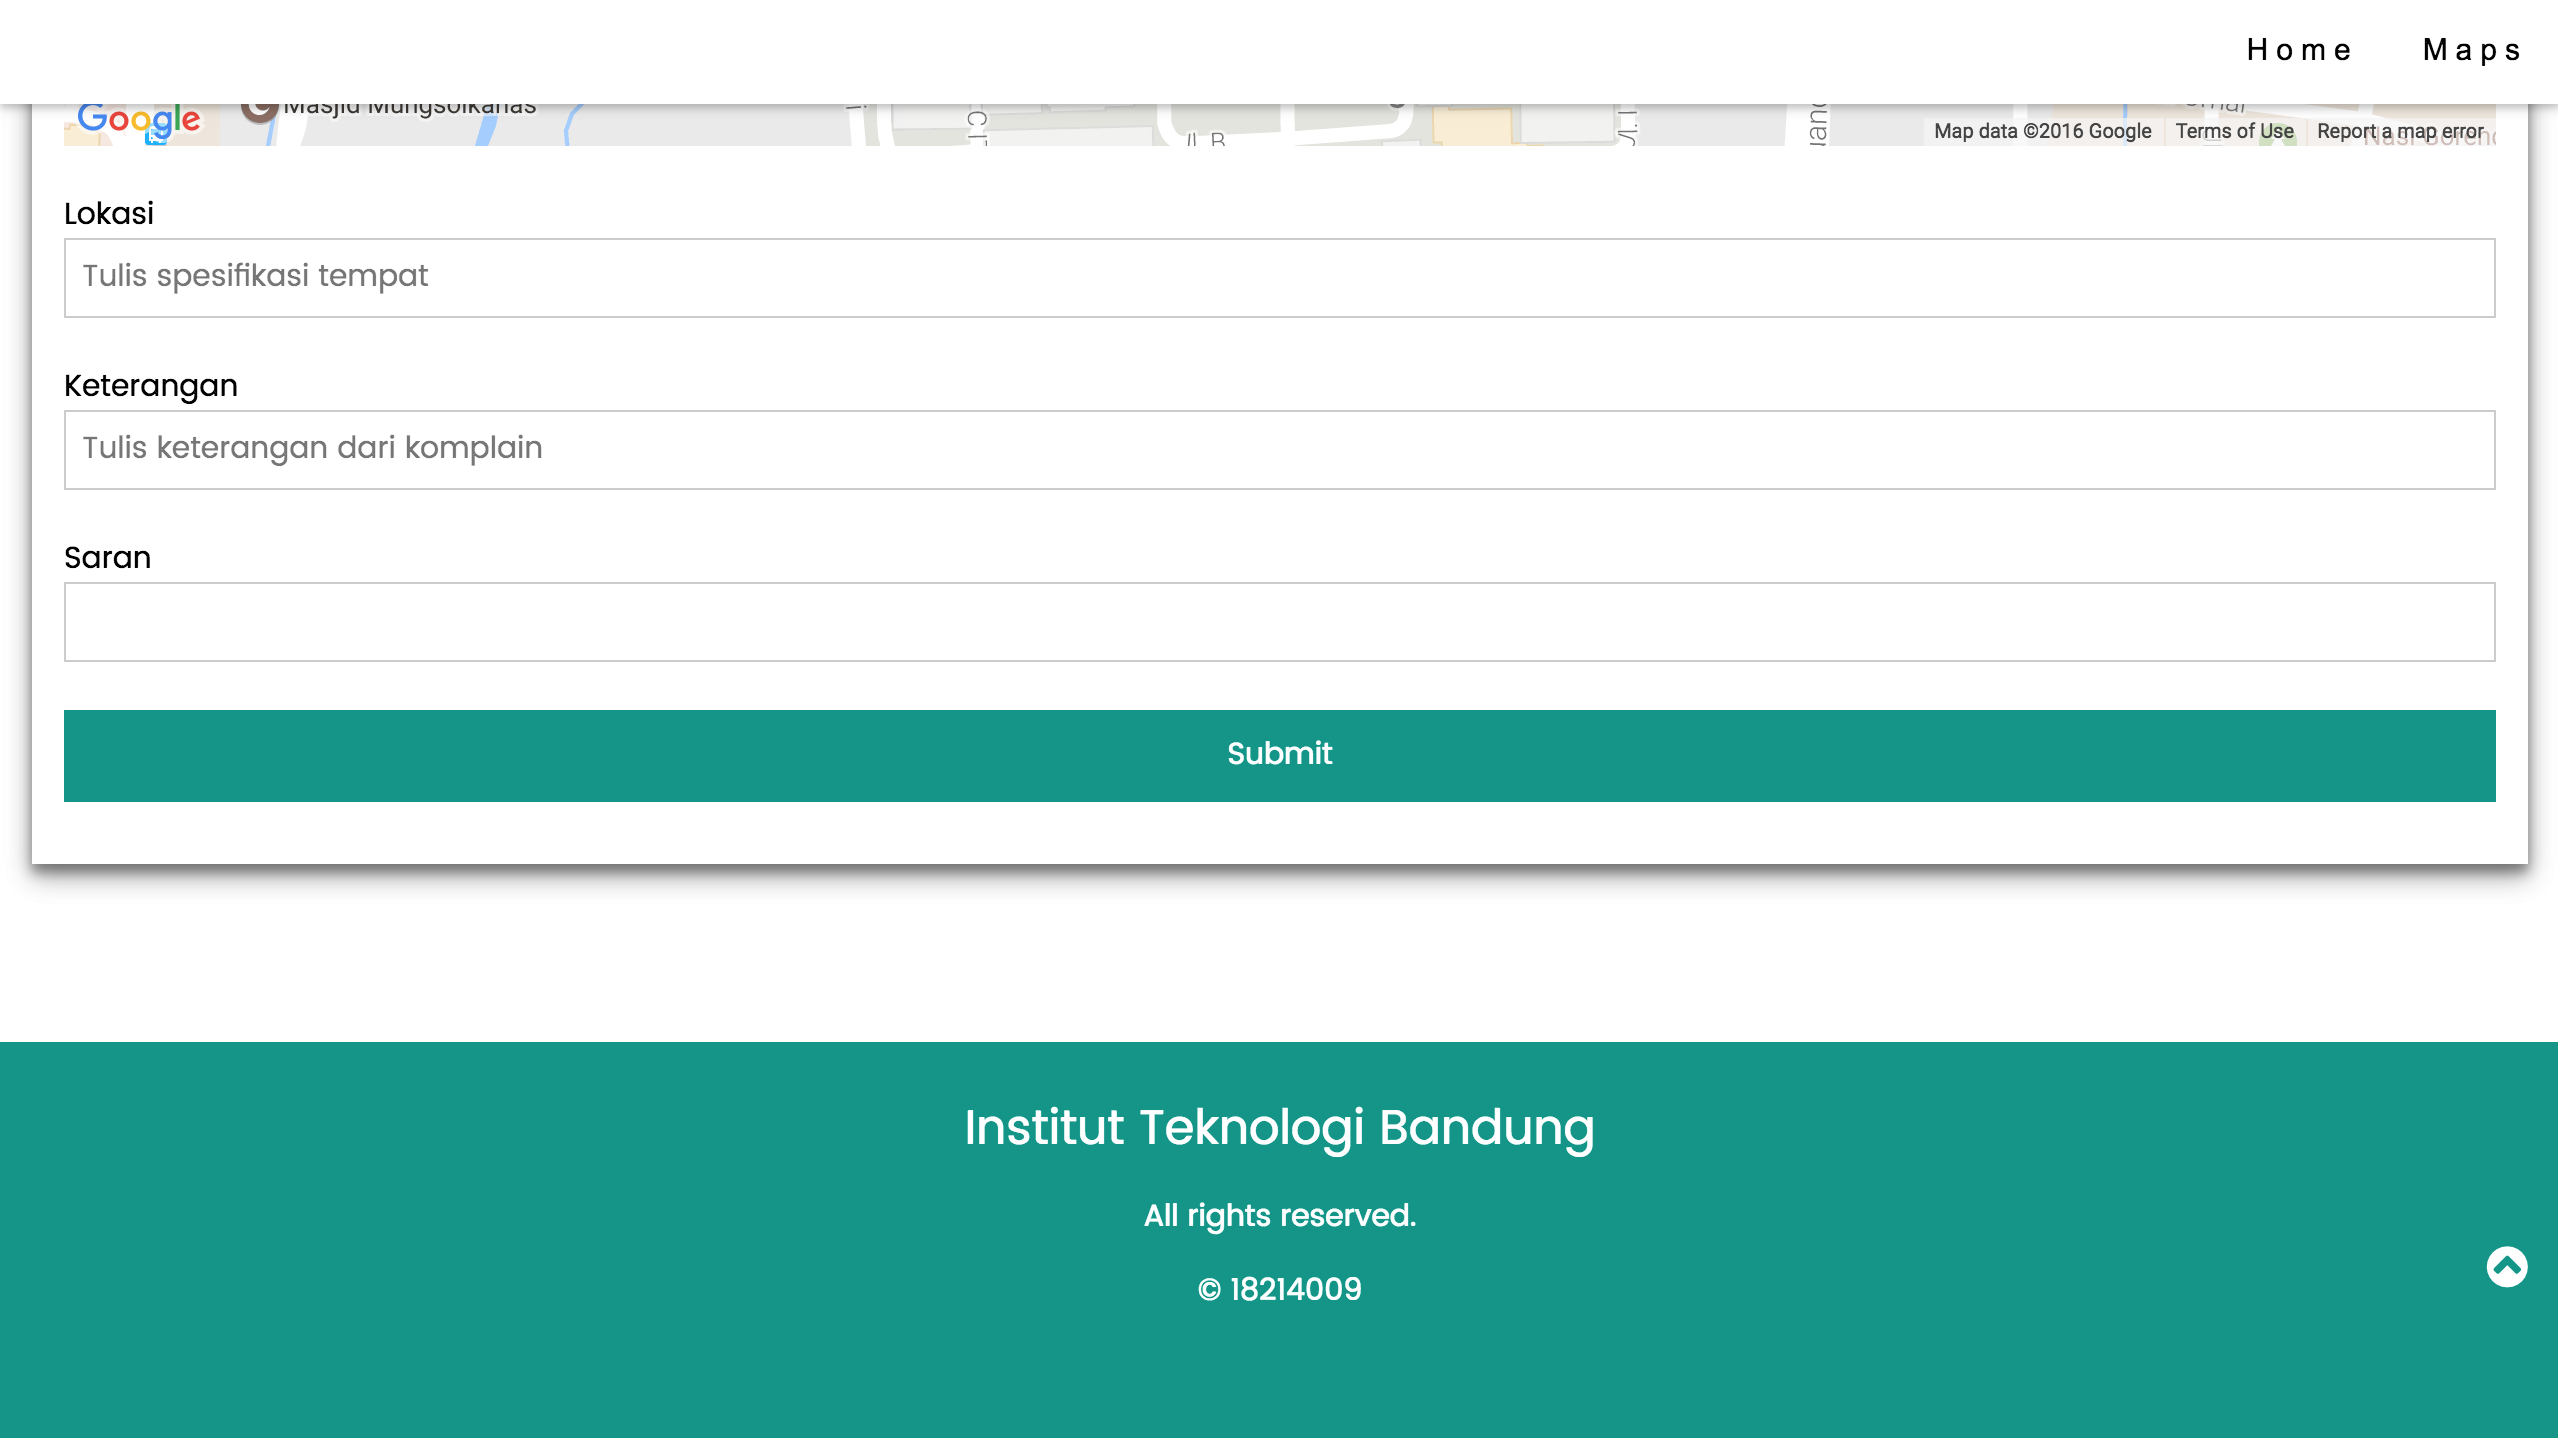 Home Maps
Google
Masjid Mungsolkanas
Map data ©2016 Google Terms of Use Report a map error
Lokasi
Tulis spesifikasi tempat
Keterangan
Tulis keterangan dari komplain
Saran
Submit
Institut Teknologi Bandung
All rights reserved.
© 18214009